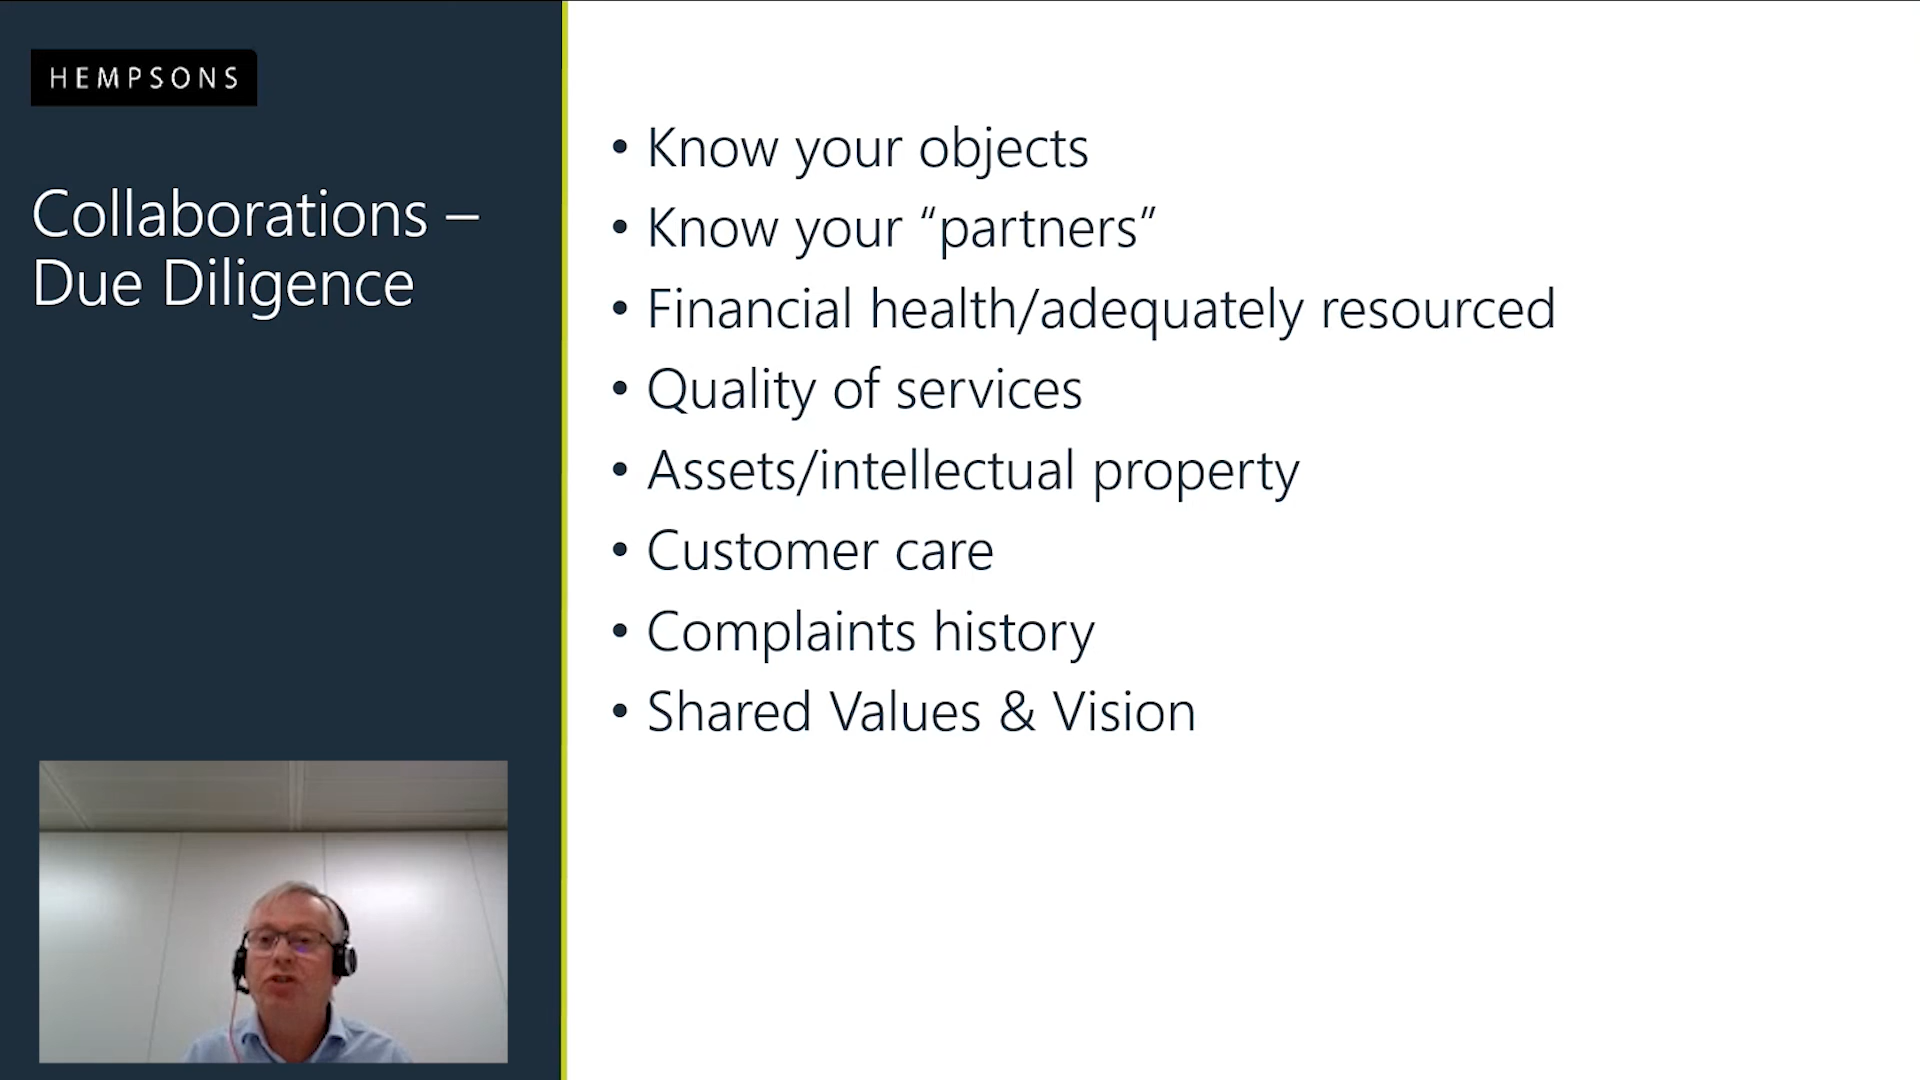 HEMPSONS
Collaborations –
Due Diligence
• Know your objects
• Know your “partners”
• Financial health/adequately resourced
• Quality of services
• Assets/intellectual property
• Customer care
• Complaints history
• Shared Values & Vision